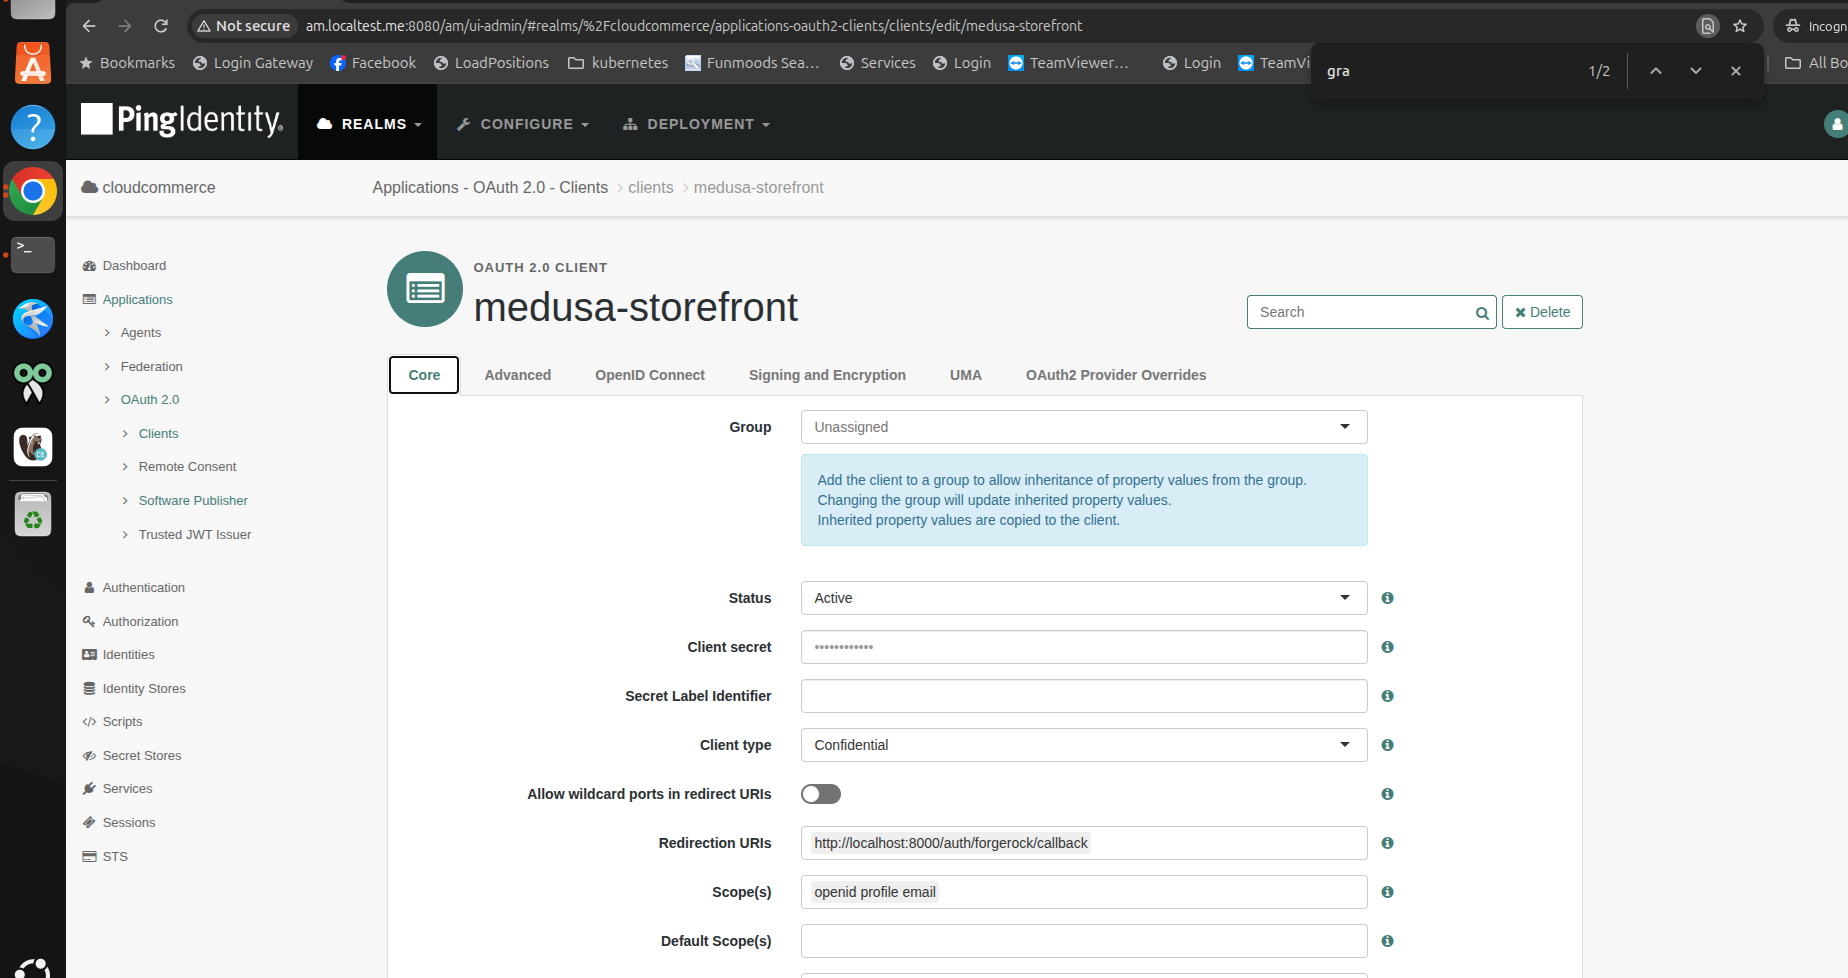 Not secure am.localtest.me:8080/am/ui-admin/#realms/%2Fcloudcommerce/applications-oauth2-clients/clients/edit/medusa-storefront Incogn
Bookmarks Login Gateway Facebook LoadPositions kubernetes Funmoods Sea... Services Login TeamViewer... Login TeamVi All Bo
gra 1/2
PingIdentity® REALMS CONFIGURE DEPLOYMENT
cloudcommerce Applications - OAuth 2.0 - Clients clients medusa-storefront
Dashboard
Applications
Agents
Federation
OAuth 2.0
Clients
Remote Consent
Software Publisher
Trusted JWT Issuer
Authentication
Authorization
Identities
Identity Stores
Scripts
Secret Stores
Services
Sessions
STS
OAUTH 2.0 CLIENT
medusa-storefront
Search Delete
Core Advanced OpenID Connect Signing and Encryption UMA OAuth2 Provider Overrides
Group Unassigned
Add the client to a group to allow inheritance of property values from the group.
Changing the group will update inherited property values.
Inherited property values are copied to the client.
Status Active
Client secret ••••••••••••
Secret Label Identifier
Client type Confidential
Allow wildcard ports in redirect URIs
Redirection URIs http://localhost:8000/auth/forgerock/callback
Scope(s) openid profile email
Default Scope(s)